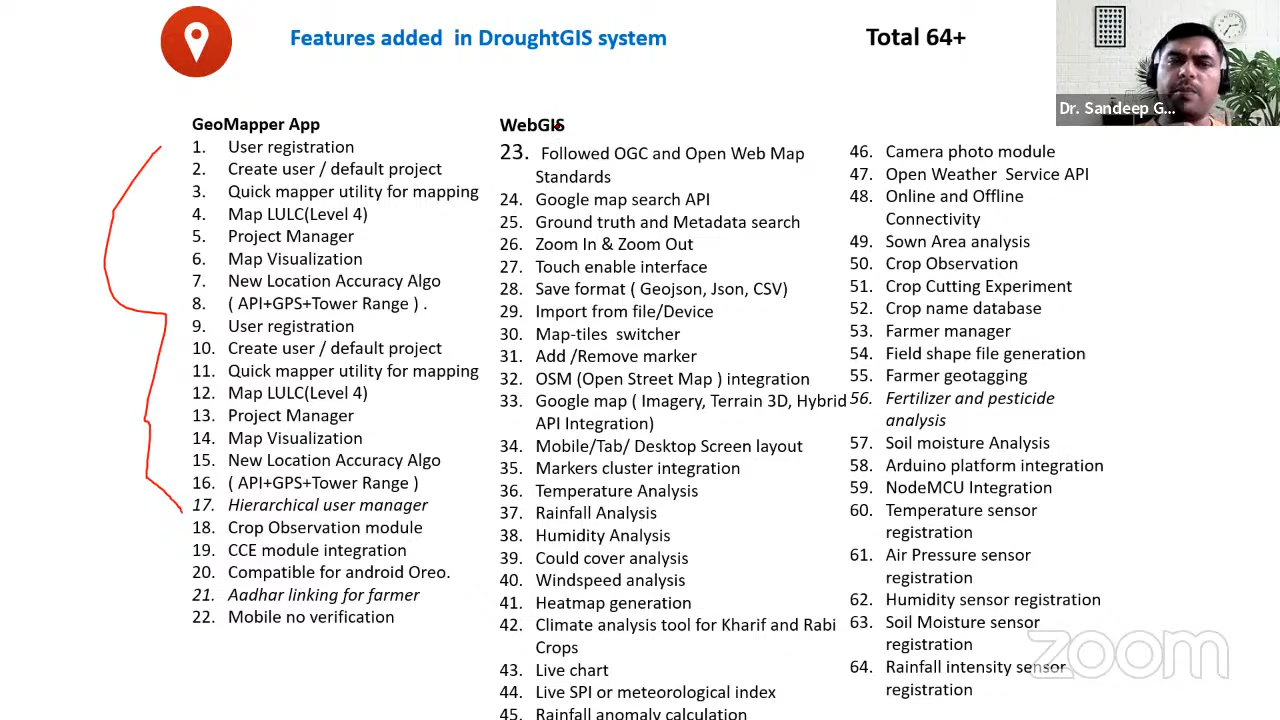 Features added in DroughtGIS system
Total 64+
Dr. Sandeep G...
GeoMapper App
1. User registration
2. Create user / default project
3. Quick mapper utility for mapping
4. Map LULC(Level 4)
5. Project Manager
6. Map Visualization
7. New Location Accuracy Algo
8. ( API+GPS+Tower Range ) .
9. User registration
10. Create user / default project
11. Quick mapper utility for mapping
12. Map LULC(Level 4)
13. Project Manager
14. Map Visualization
15. New Location Accuracy Algo
16. ( API+GPS+Tower Range )
17. Hierarchical user manager
18. Crop Observation module
19. CCE module integration
20. Compatible for android Oreo.
21. Aadhar linking for farmer
22. Mobile no verification
WebGIS
23. Followed OGC and Open Web Map
Standards
24. Google map search API
25. Ground truth and Metadata search
26. Zoom In & Zoom Out
27. Touch enable interface
28. Save format ( Geojson, Json, CSV)
29. Import from file/Device
30. Map-tiles switcher
31. Add /Remove marker
32. OSM (Open Street Map ) integration
33. Google map ( Imagery, Terrain 3D, Hybrid
API Integration)
34. Mobile/Tab/ Desktop Screen layout
35. Markers cluster integration
36. Temperature Analysis
37. Rainfall Analysis
38. Humidity Analysis
39. Could cover analysis
40. Windspeed analysis
41. Heatmap generation
42. Climate analysis tool for Kharif and Rabi
Crops
43. Live chart
44. Live SPI or meteorological index
45. Rainfall anomaly calculation
46. Camera photo module
47. Open Weather Service API
48. Online and Offline
Connectivity
49. Sown Area analysis
50. Crop Observation
51. Crop Cutting Experiment
52. Crop name database
53. Farmer manager
54. Field shape file generation
55. Farmer geotagging
56. Fertilizer and pesticide
analysis
57. Soil moisture Analysis
58. Arduino platform integration
59. NodeMCU Integration
60. Temperature sensor
registration
61. Air Pressure sensor
registration
62. Humidity sensor registration
63. Soil Moisture sensor
registration
64. Rainfall intensity sensor
registration
zoom